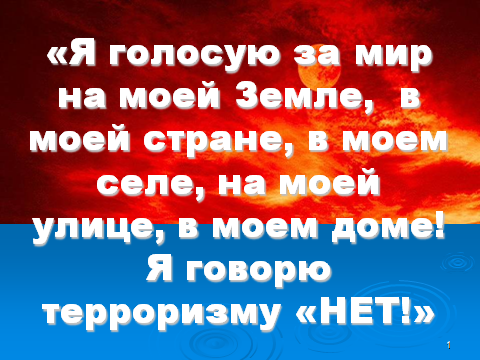 «Я голосую за мир
на моей Земле, в
моей стране, в моем
селе, на моей
улице, в моем доме!
Я говорю
терроризму «НЕТ!»
1